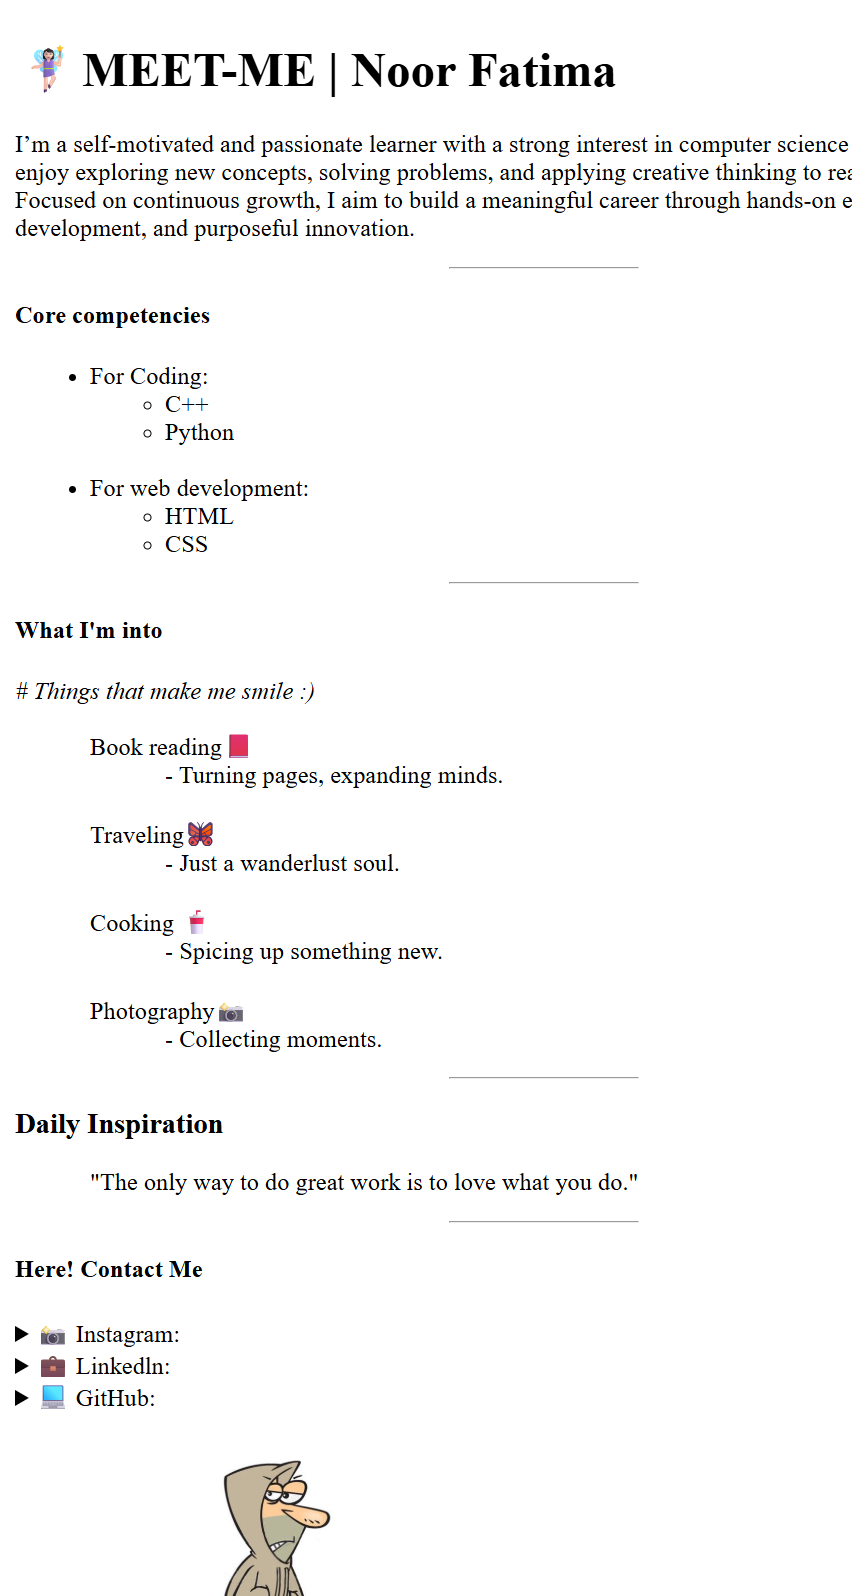 🧚🏻‍♀️ MEET-ME | Noor Fatima
I’m a self-motivated and passionate learner with a strong interest in computer science
enjoy exploring new concepts, solving problems, and applying creative thinking to
Focused on continuous growth, I aim to build a meaningful career through hands-on
development, and purposeful innovation.
Core competencies
• For Coding:
◦ C++
◦ Python
• For web development:
◦ HTML
◦ CSS
What I'm into
# Things that make me smile :)
Book reading 📕
- Turning pages, expanding minds.
Traveling🦋
- Just a wanderlust soul.
Cooking 🥤
- Spicing up something new.
Photography📸
- Collecting moments.
Daily Inspiration
"The only way to do great work is to love what you do."
Here! Contact Me
▶ 📸 Instagram:
▶ 💼 Linkedln:
▶ 💻 GitHub: